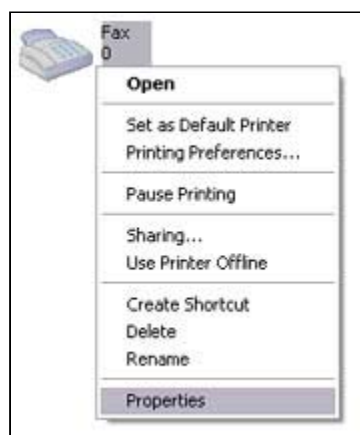 Fax
0
Open
Set as Default Printer
Printing Preferences...
Pause Printing
Sharing...
Use Printer Offline
Create Shortcut
Delete
Rename
Properties